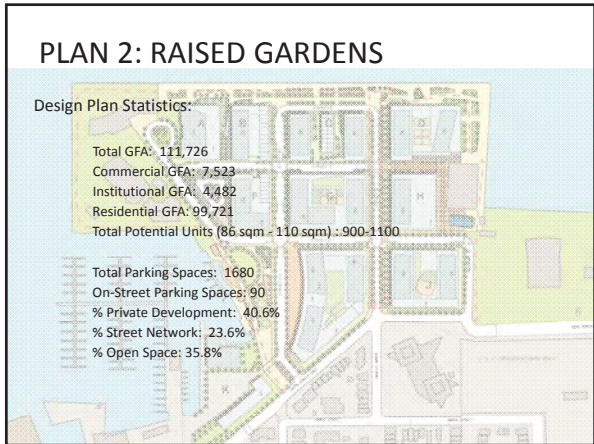 PLAN 2: RAISED GARDENS
Design Plan Statistics:
Total GFA: 111,726
Commercial GFA: 7,523
Institutional GFA: 4,482
Residential GFA: 99,721
Total Potential Units (86 sqm - 110 sqm) : 900-1100
Total Parking Spaces: 1680
On-Street Parking Spaces: 90
% Private Development: 40.6%
% Street Network: 23.6%
% Open Space: 35.8%
A
D
F
H
K